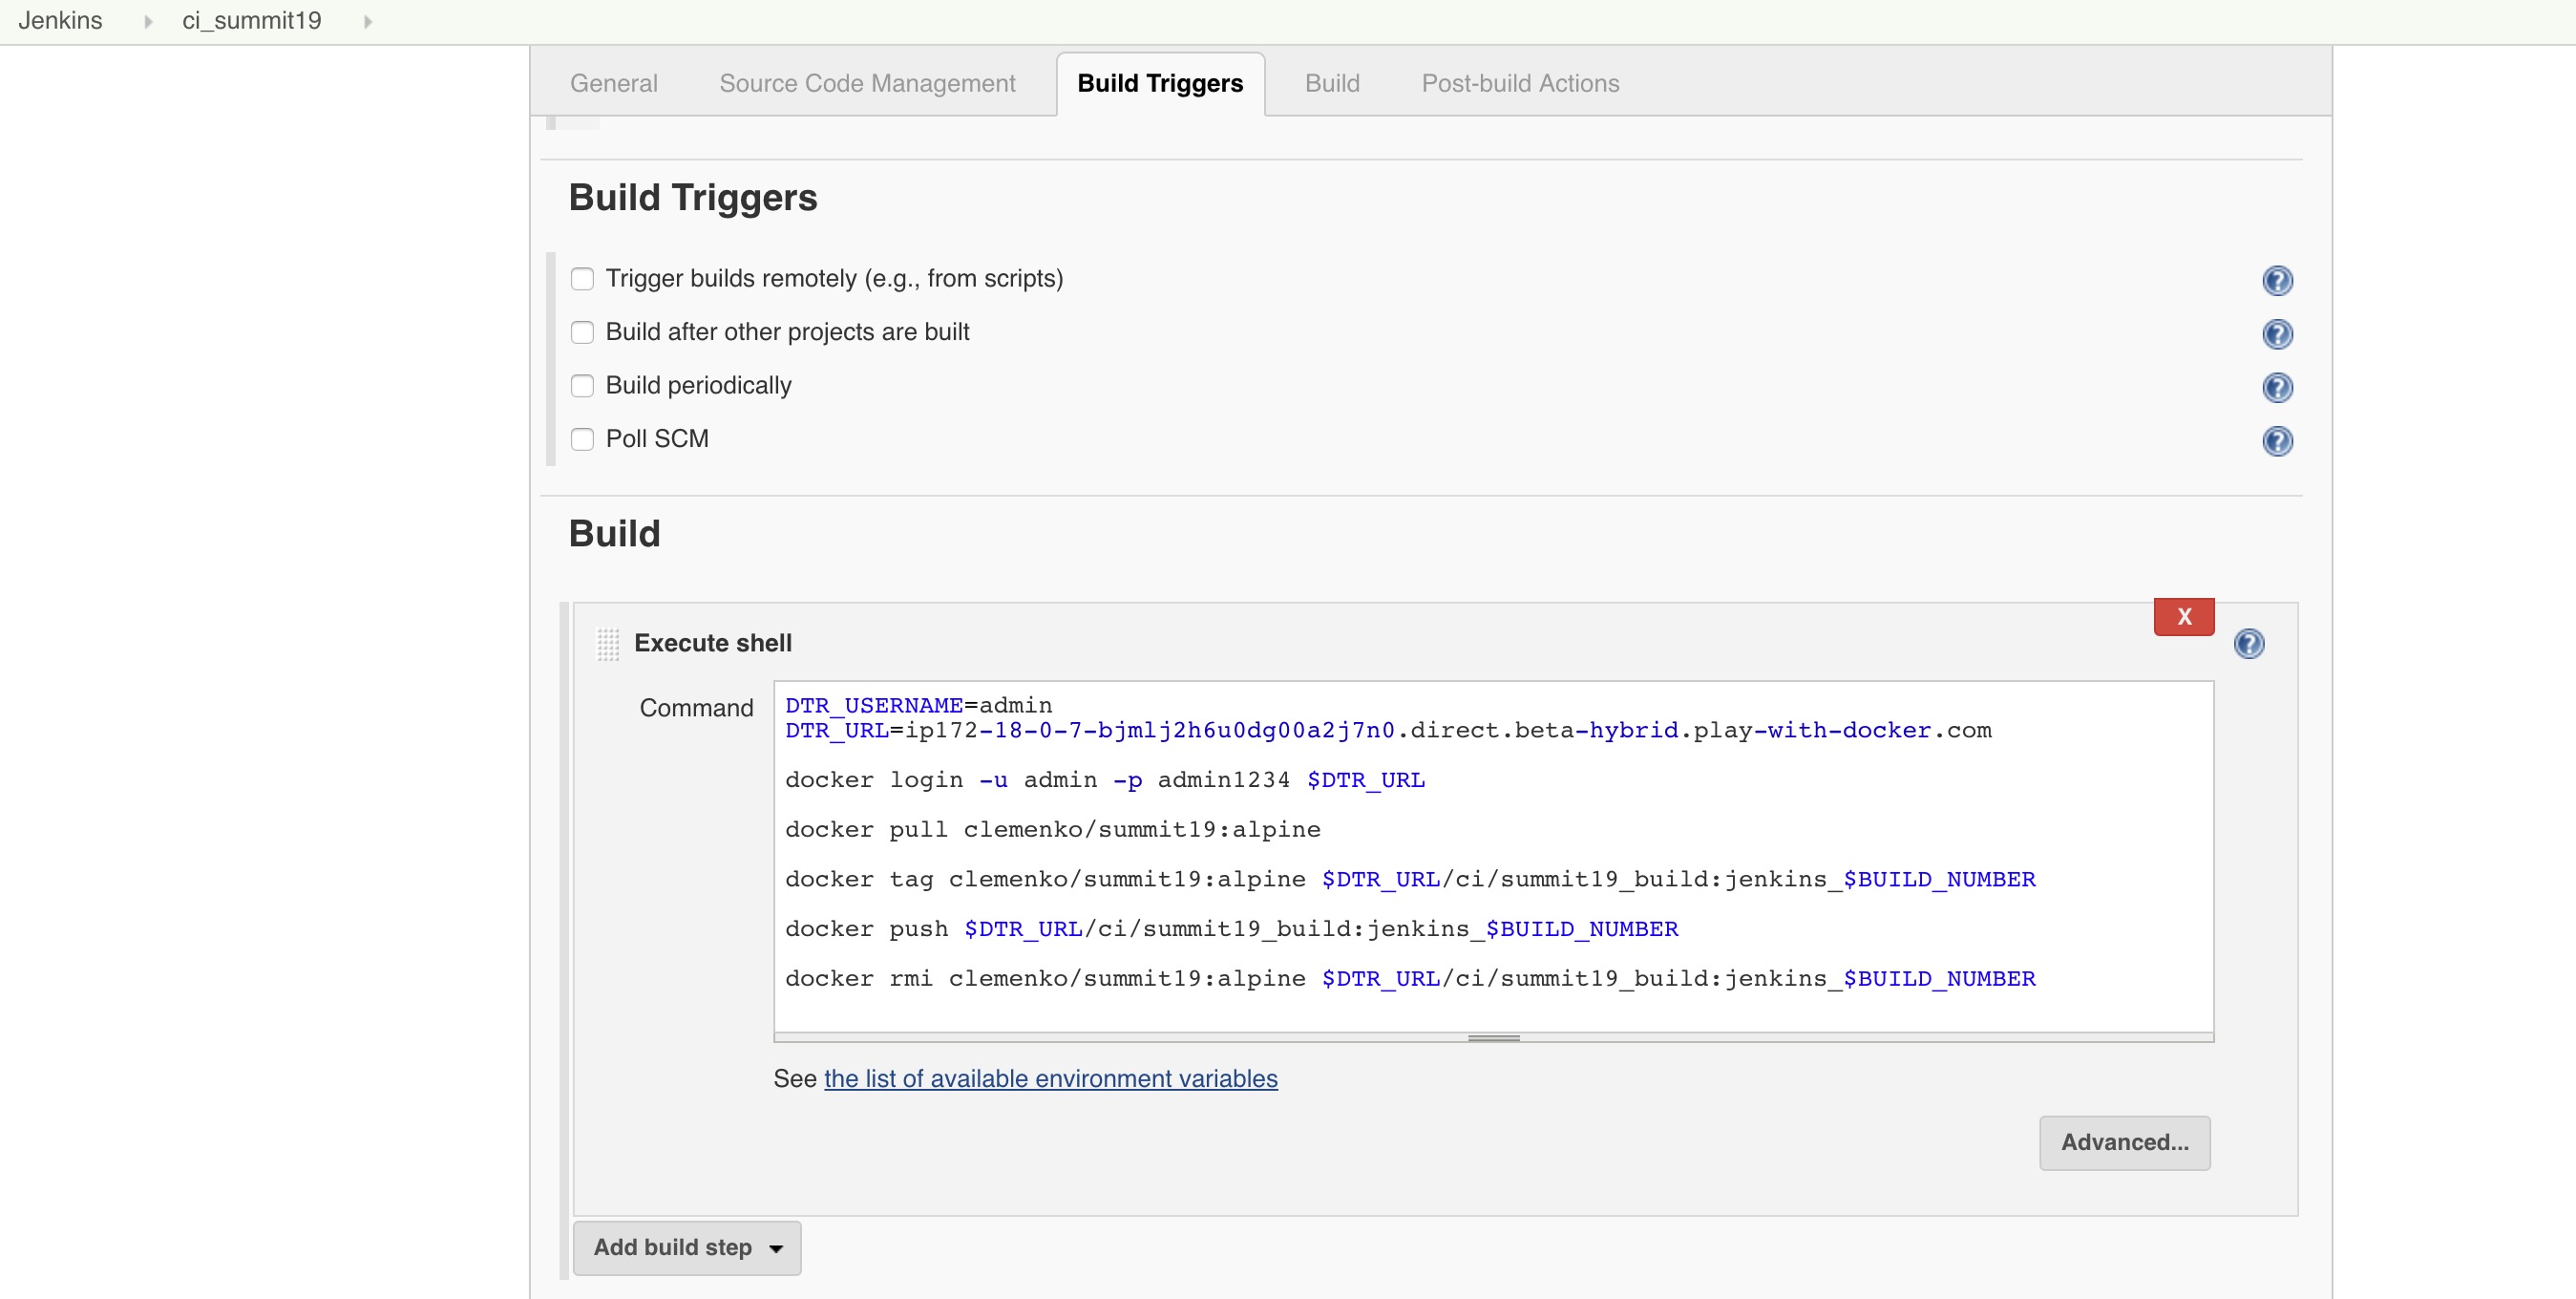 Jenkins ci_summit19
General Source Code Management Build Triggers Build Post-build Actions
Build Triggers
Trigger builds remotely (e.g., from scripts)
Build after other projects are built
Build periodically
Poll SCM
Build
X
Execute shell
Command
DTR_USERNAME=admin
DTR_URL=ip172-18-0-7-bjmlj2h6u0dg00a2j7n0.direct.beta-hybrid.play-with-docker.com
docker login -u admin -p admin1234 $DTR_URL
docker pull clemenko/summit19:alpine
docker tag clemenko/summit19:alpine $DTR_URL/ci/summit19_build:jenkins_$BUILD_NUMBER
docker push $DTR_URL/ci/summit19_build:jenkins_$BUILD_NUMBER
docker rmi clemenko/summit19:alpine $DTR_URL/ci/summit19_build:jenkins_$BUILD_NUMBER
See the list of available environment variables
Advanced...
Add build step